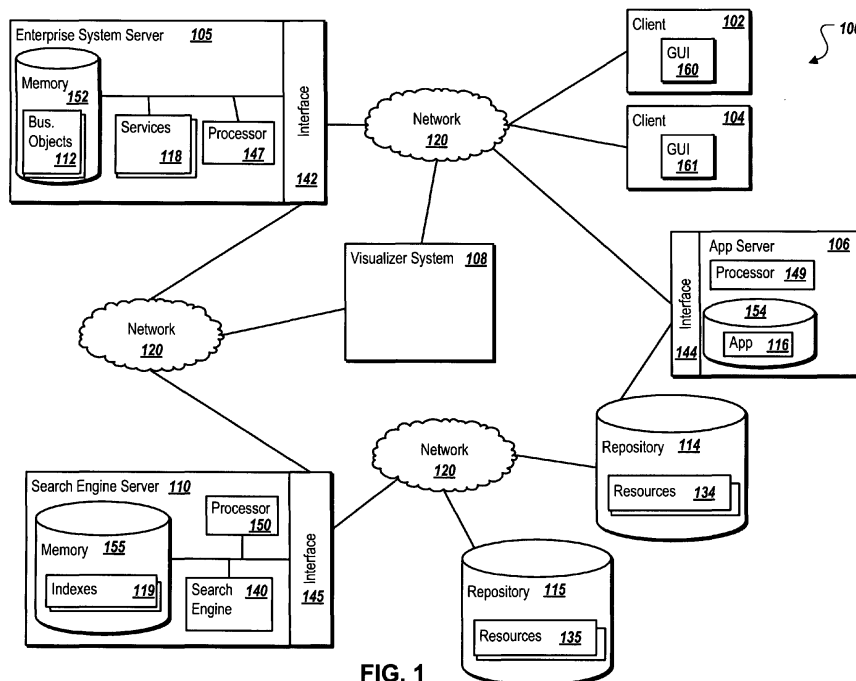 Enterprise System Server 105
Memory
152
Bus.
Objects
112
Services
118
Processor
147
Interface
142
Network
120
Client 102
GUI
160
Client 104
GUI
161
Visualizer System 108
App Server 106
Processor 149
154
App 116
Interface
144
Network
120
Network
120
Repository 114
Resources 134
Search Engine Server 110
Processor
150
Memory 155
Indexes 119
Search
Engine
140
Interface
145
Repository 115
Resources 135
FIG. 1